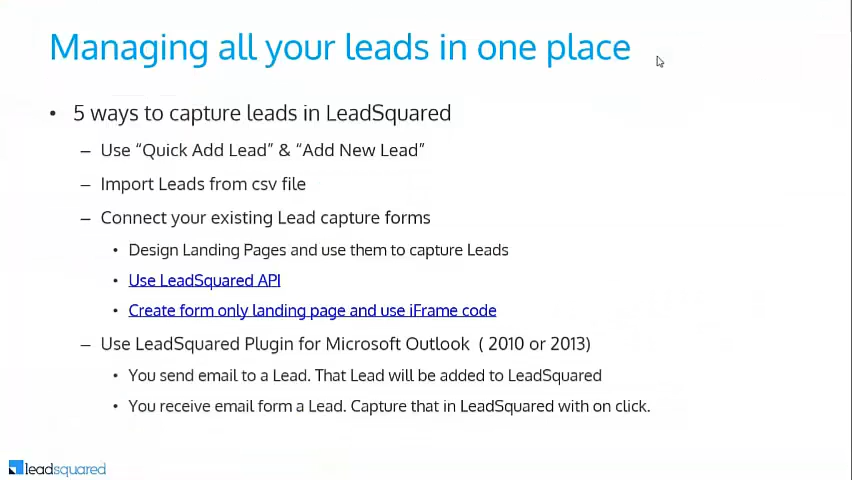 Managing all your leads in one place
• 5 ways to capture leads in LeadSquared
– Use “Quick Add Lead” & “Add New Lead”
– Import Leads from csv file
– Connect your existing Lead capture forms
• Design Landing Pages and use them to capture Leads
• Use LeadSquared API
• Create form only landing page and use iFrame code
– Use LeadSquared Plugin for Microsoft Outlook ( 2010 or 2013)
• You send email to a Lead. That Lead will be added to LeadSquared
• You receive email form a Lead. Capture that in LeadSquared with on click.
leadsquared